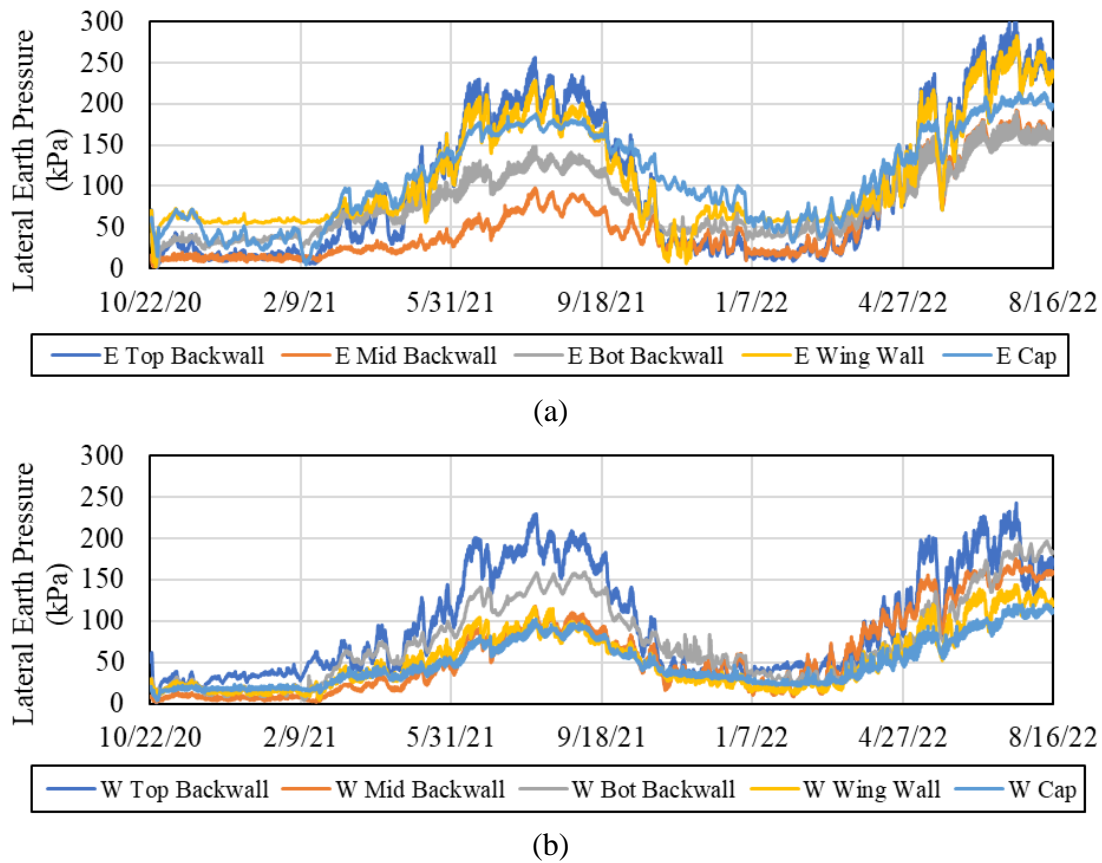 300
250
200
150
100
50
0
Lateral Earth Pressure
(kPa)
10/22/20 2/9/21 5/31/21 9/18/21 1/7/22 4/27/22 8/16/22
E Top Backwall E Mid Backwall E Bot Backwall E Wing Wall E Cap
(a)
300
250
200
150
100
50
0
Lateral Earth Pressure
(kPa)
10/22/20 2/9/21 5/31/21 9/18/21 1/7/22 4/27/22 8/16/22
W Top Backwall W Mid Backwall W Bot Backwall W Wing Wall W Cap
(b)